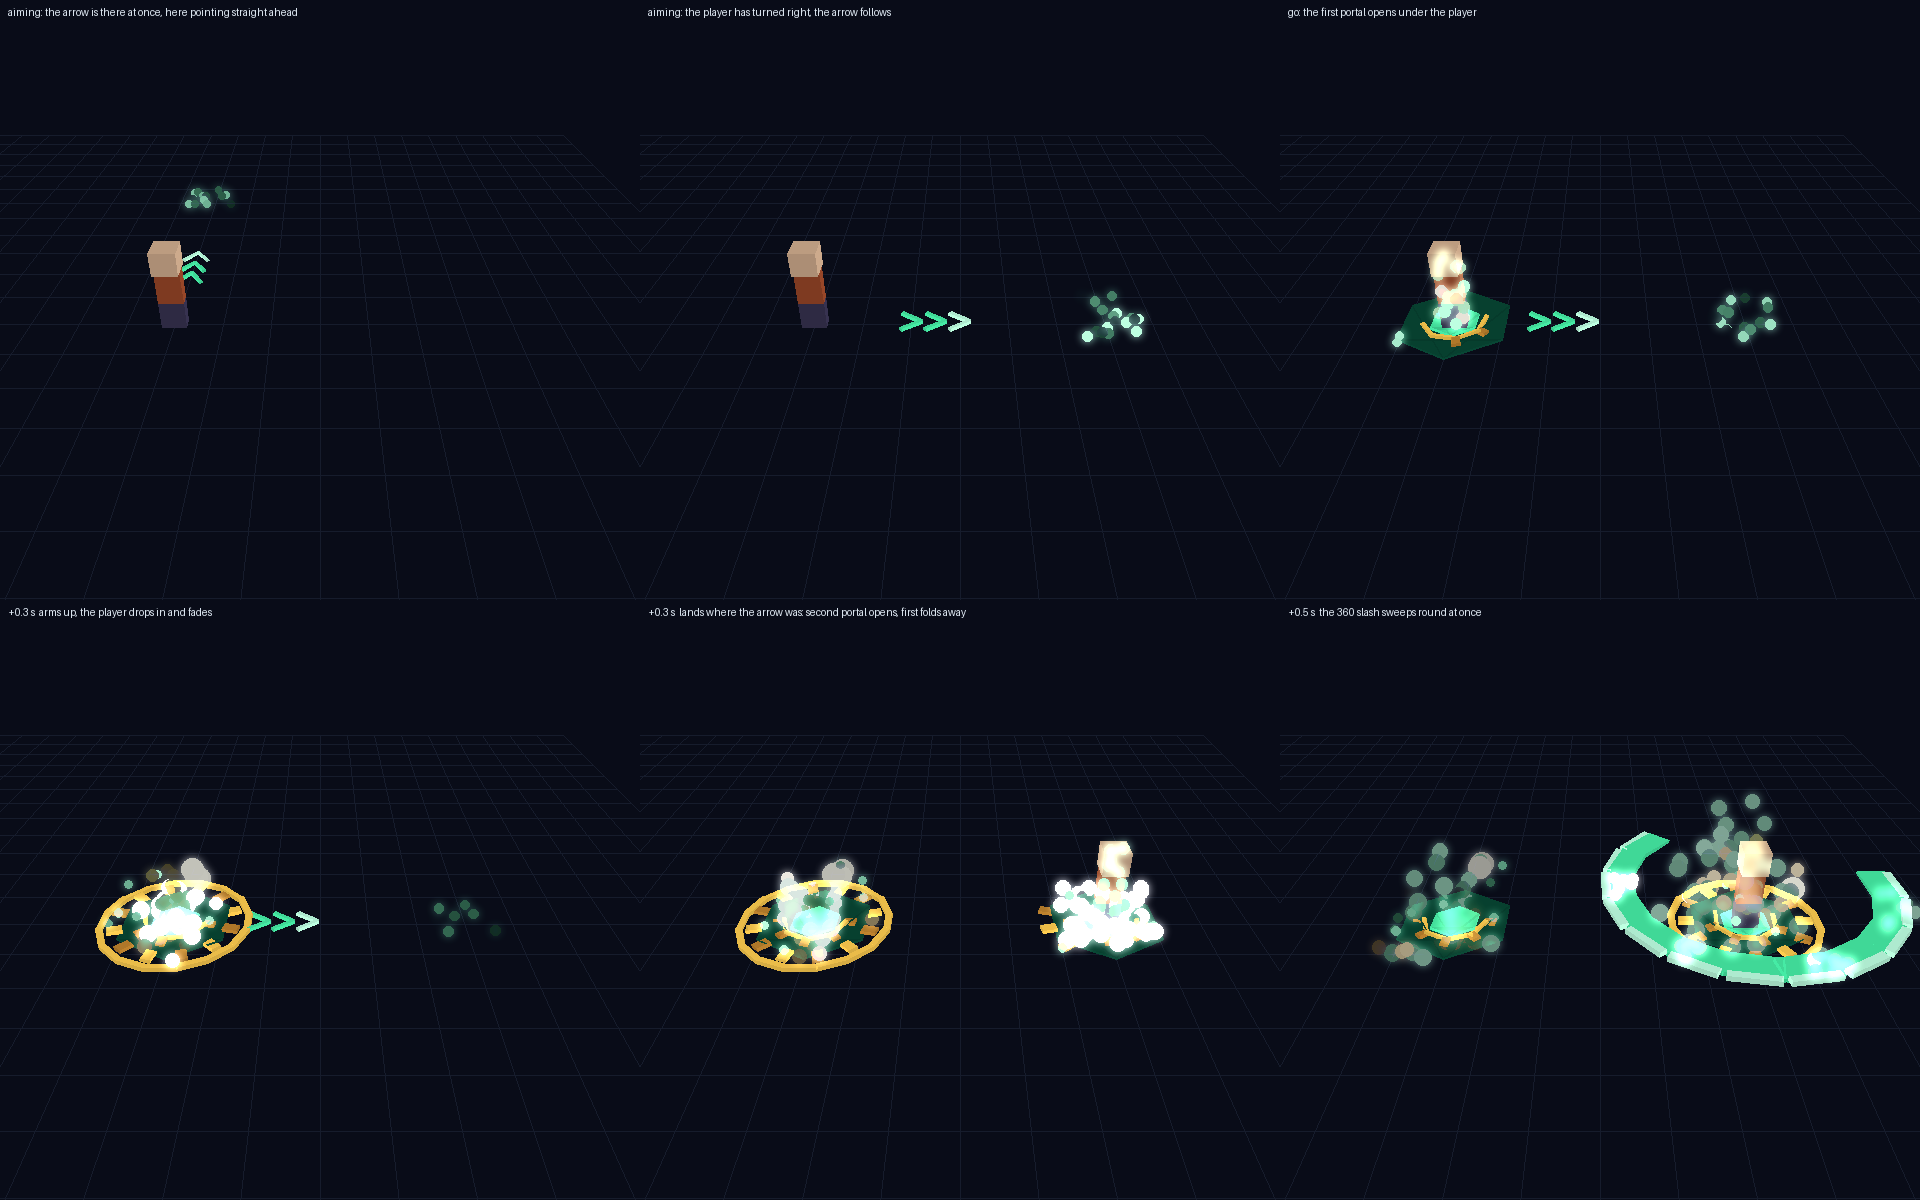 aiming: the arrow is there at once, here pointing straight ahead
aiming: the player has turned right, the arrow follows
go: the first portal opens under the player
+0.3 s arms up, the player drops in and fades
+0.3 s lands where the arrow was: second portal opens, first folds away
+0.5 s the 360 slash sweeps round at once